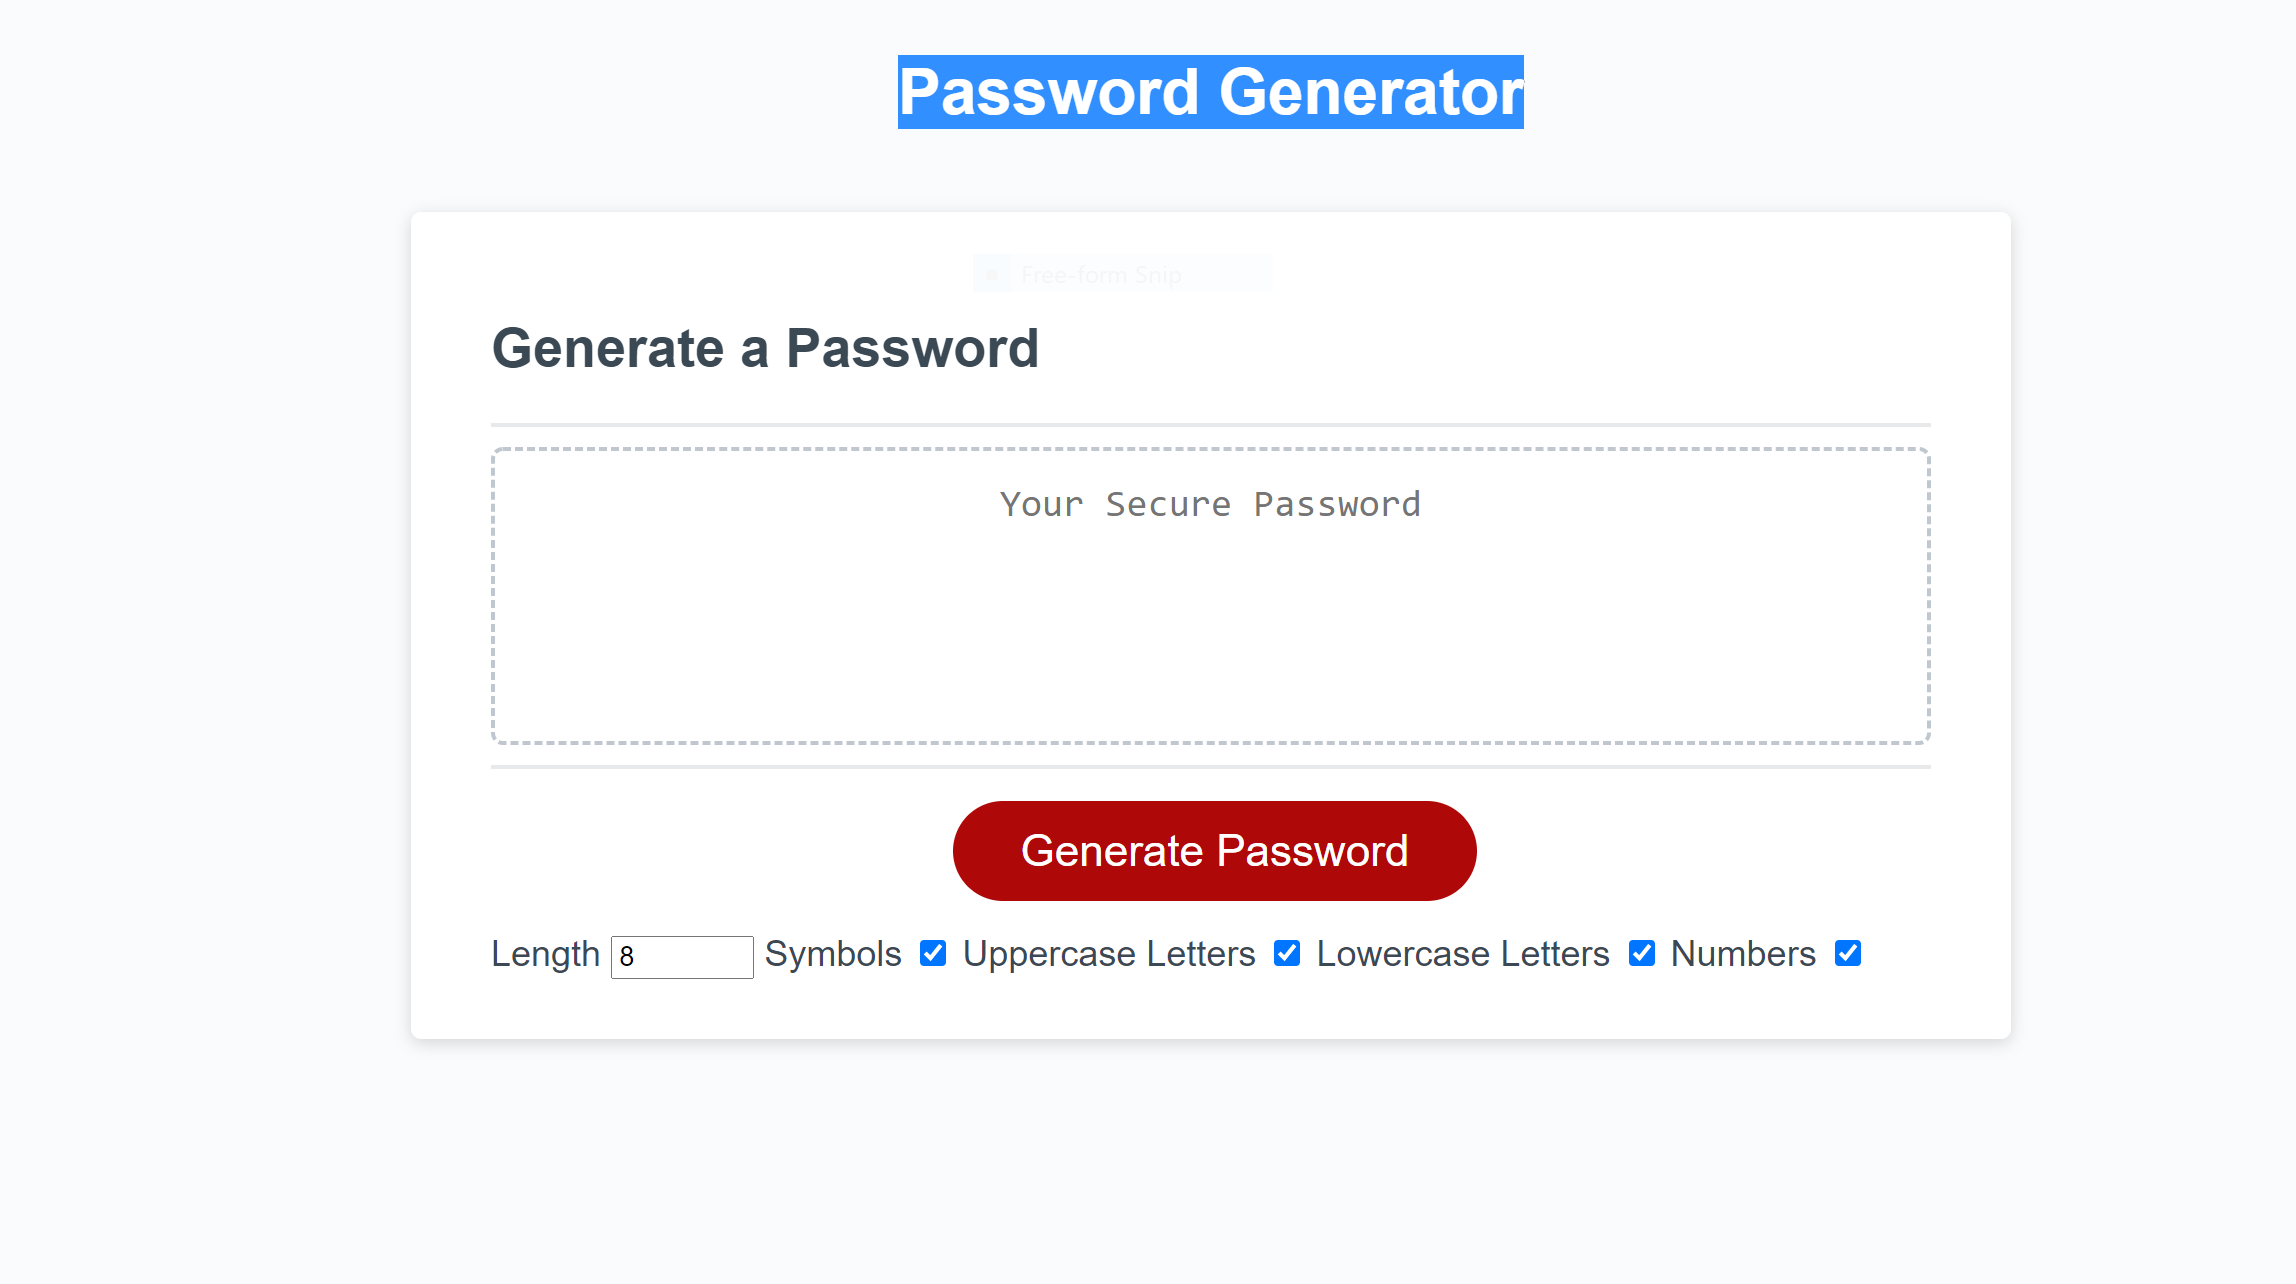 Password Generator
Free-form Snip
Generate a Password
Your Secure Password
Generate Password
Length 8 Symbols Uppercase Letters Lowercase Letters Numbers